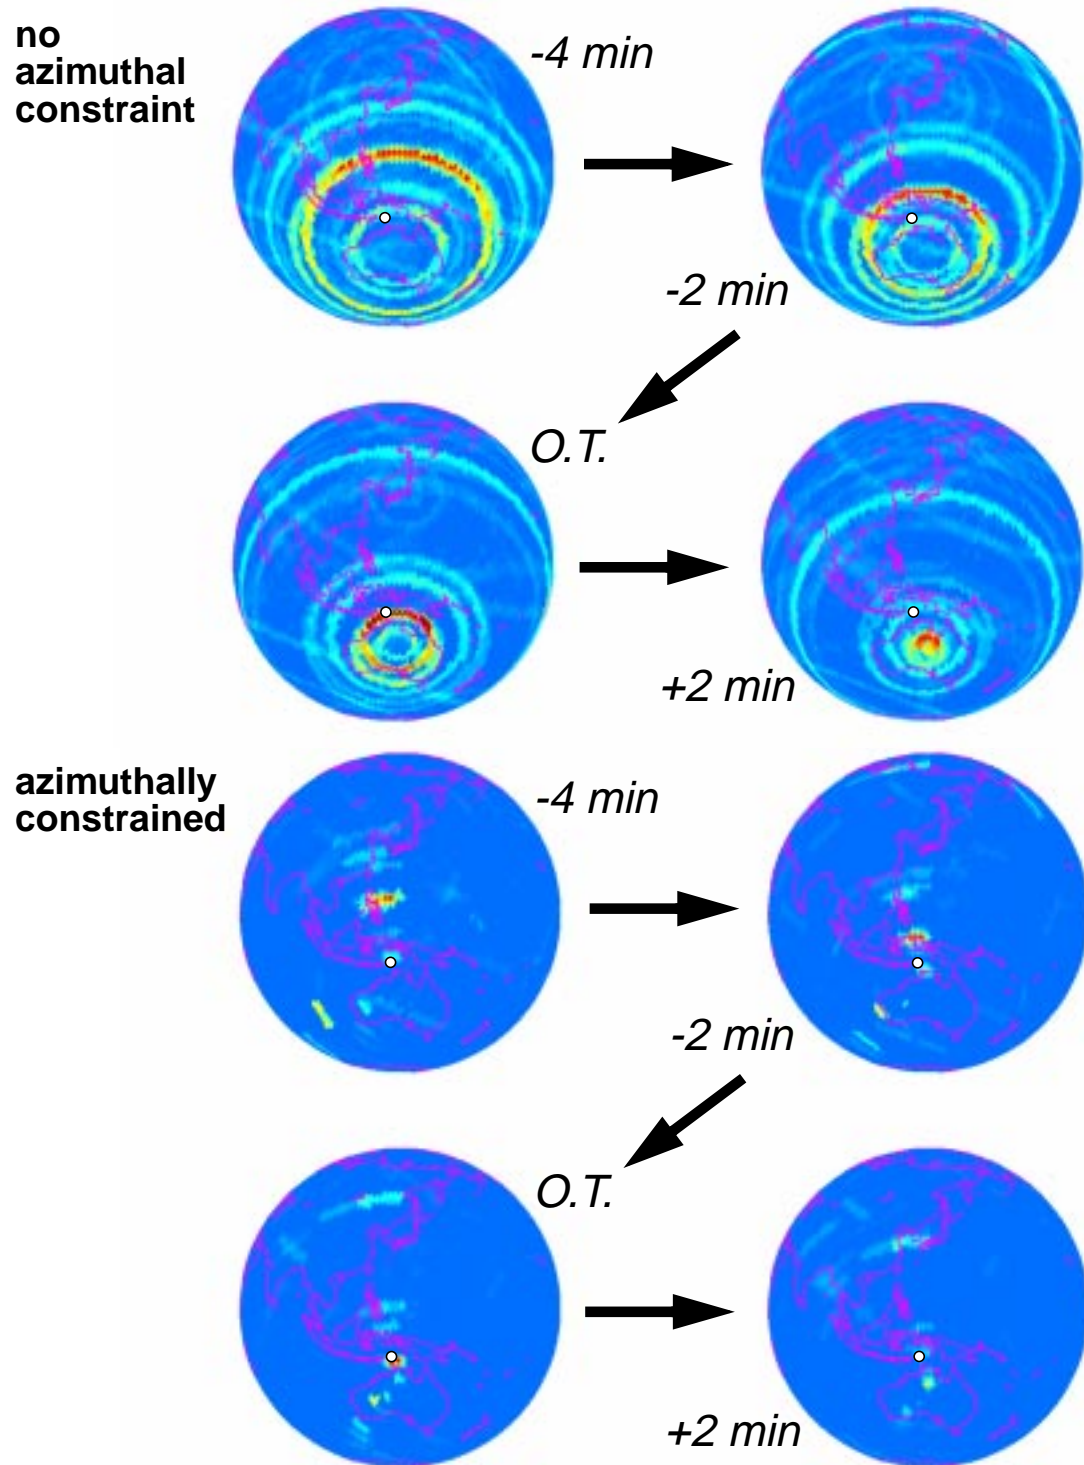 no
azimuthal
constraint
-4 min
-2 min
O.T.
+2 min
azimuthally
constrained
-4 min
-2 min
O.T.
+2 min